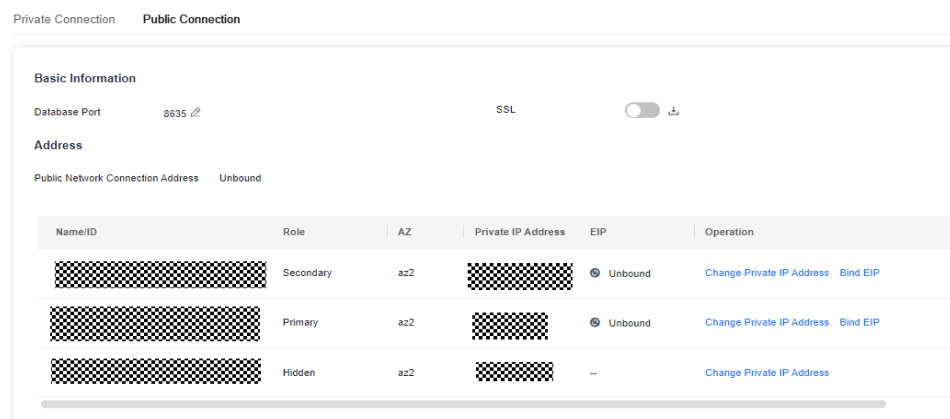 Private Connection Public Connection
Basic Information
Database Port 8635 SSL
Address
Public Network Connection Address Unbound
Name/ID Role AZ Private IP Address EIP Operation
Secondary az2 Unbound Change Private IP Address Bind EIP
Primary az2 Unbound Change Private IP Address Bind EIP
Hidden az2 -- Change Private IP Address